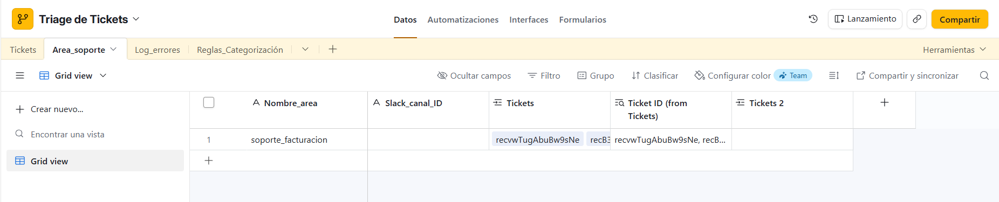 Triage de Tickets
Datos Automatizaciones Interfaces Formularios
Lanzamiento
Compartir
Tickets Area_soporte Log_errores Reglas_Categorización
Herramientas
Grid view
Ocultar campos Filtro Grupo Clasificar Configurar color Team Compartir y sincronizar
Crear nuevo...
Encontrar una vista
Grid view
Nombre_area Slack_canal_ID Tickets Ticket ID (from
Tickets) Tickets 2
1 soporte_facturacion recvwTugAbuBw9sNe recB3 recvwTugAbuBw9sNe, recB...